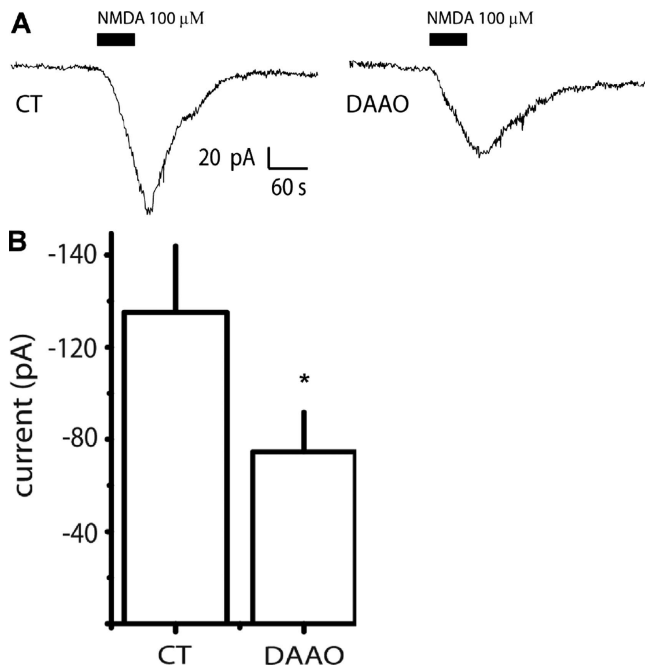 A
NMDA 100 μM
NMDA 100 μM
CT
DAAO
20 pA
60 s
B
-140
-120
-80
-40
current (pA)
*
CT
DAAO